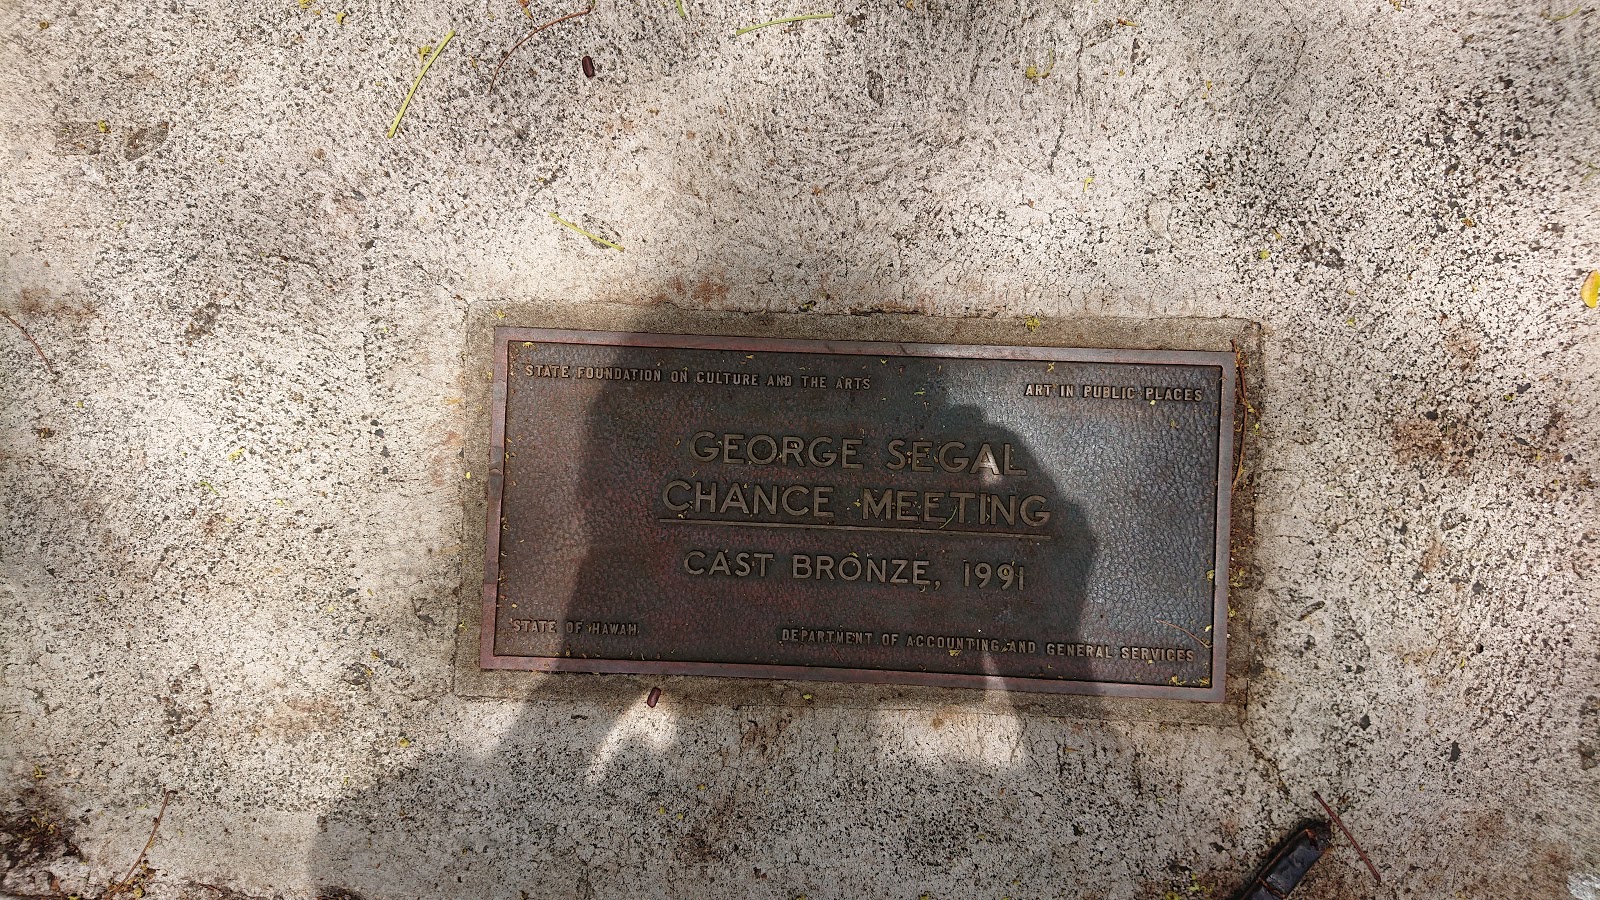 STATE FOUNDATION ON CULTURE AND THE ARTS
ART IN PUBLIC PLACES
GEORGE SEGAL
CHANCE MEETING
CAST BRONZE, 1991
STATE OF HAWAII
DEPARTMENT OF ACCOUNTING AND GENERAL SERVICES